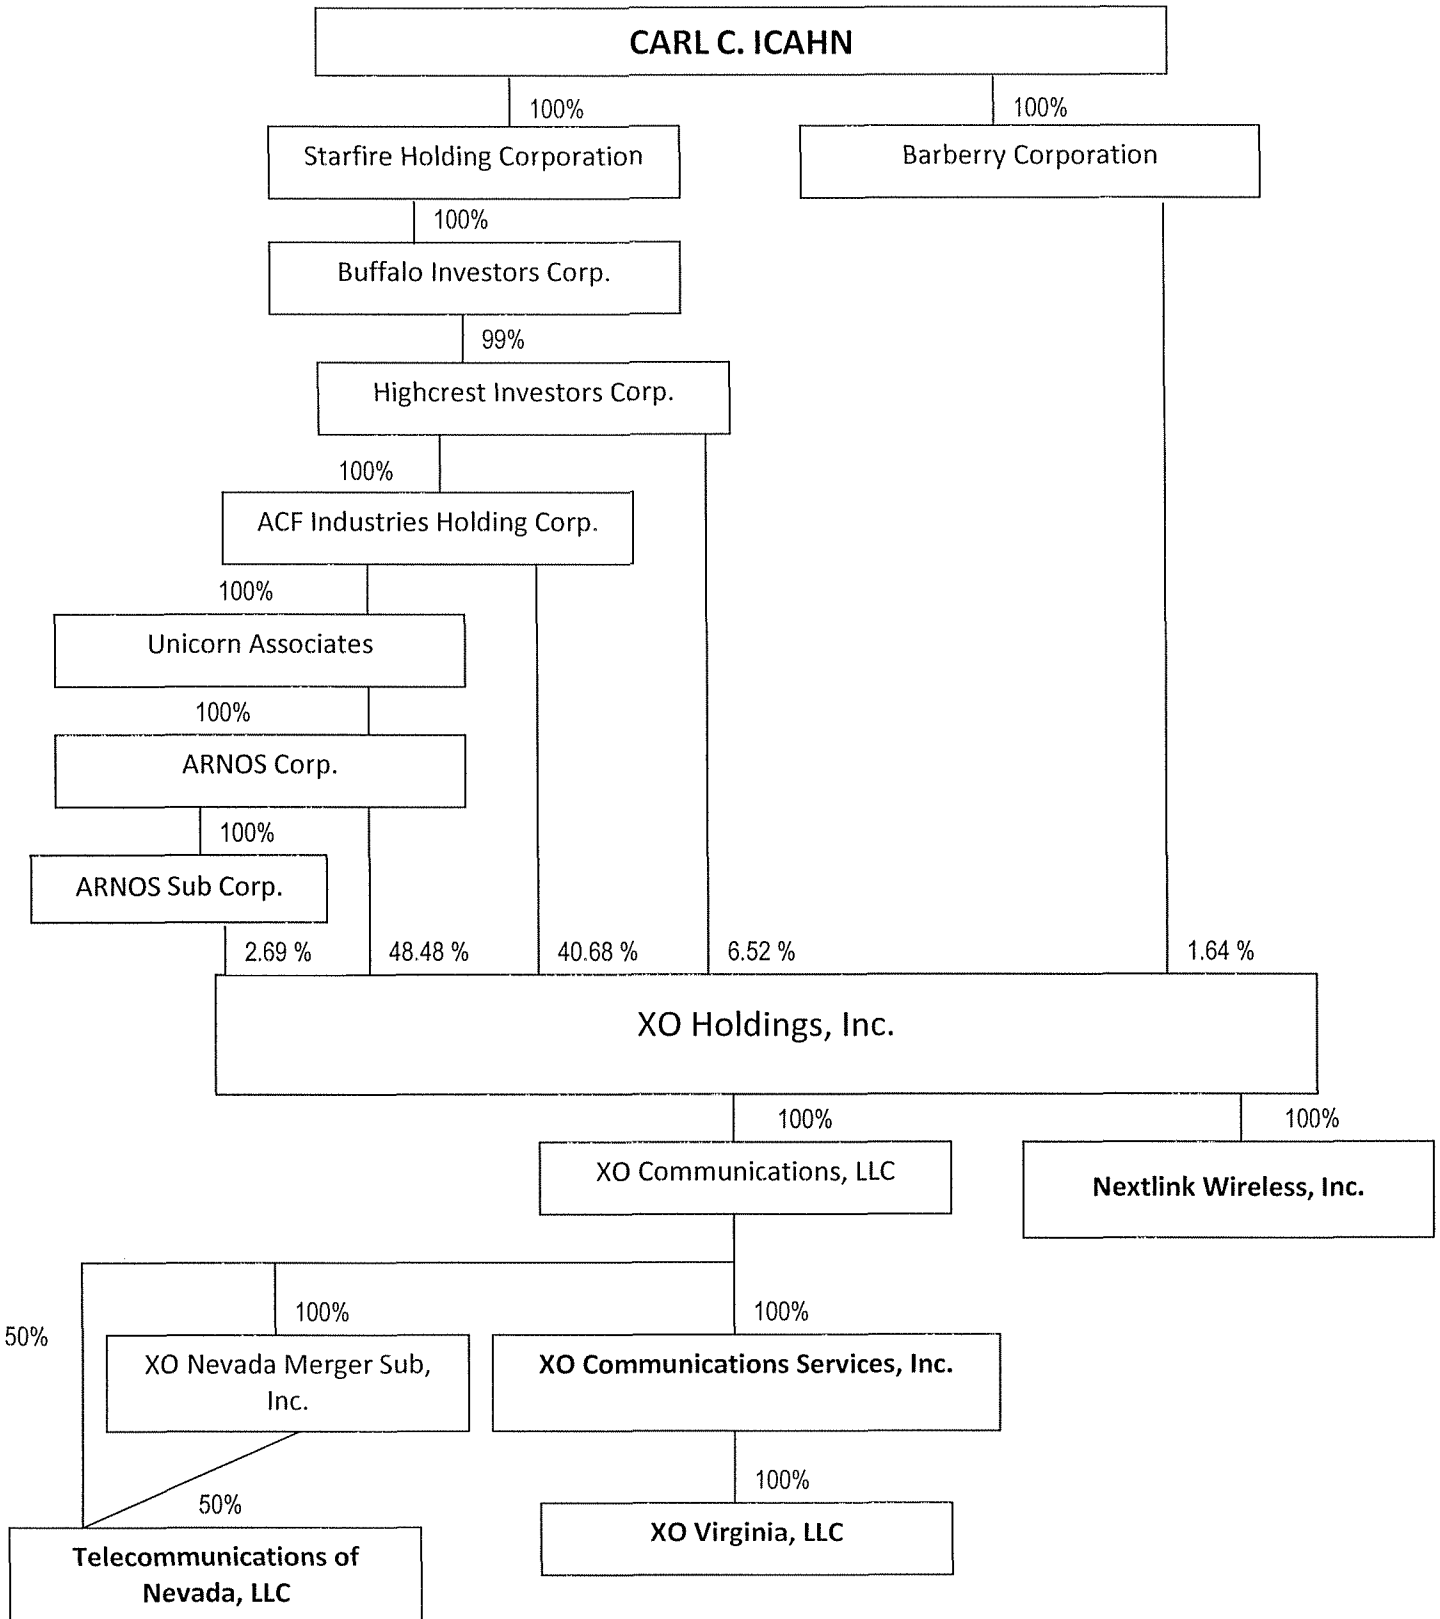 CARL C. ICAHN
100%
100%
Starfire Holding Corporation
Barberry Corporation
100%
Buffalo Investors Corp.
99%
Highcrest Investors Corp.
100%
ACF Industries Holding Corp.
100%
Unicorn Associates
100%
ARNOS Corp.
100%
ARNOS Sub Corp.
2.69 %
48.48 %
40.68 %
6.52 %
1.64 %
XO Holdings, Inc.
100%
100%
XO Communications, LLC
Nextlink Wireless, Inc.
100%
100%
50%
XO Nevada Merger Sub,
Inc.
XO Communications Services, Inc.
100%
50%
XO Virginia, LLC
Telecommunications of
Nevada, LLC